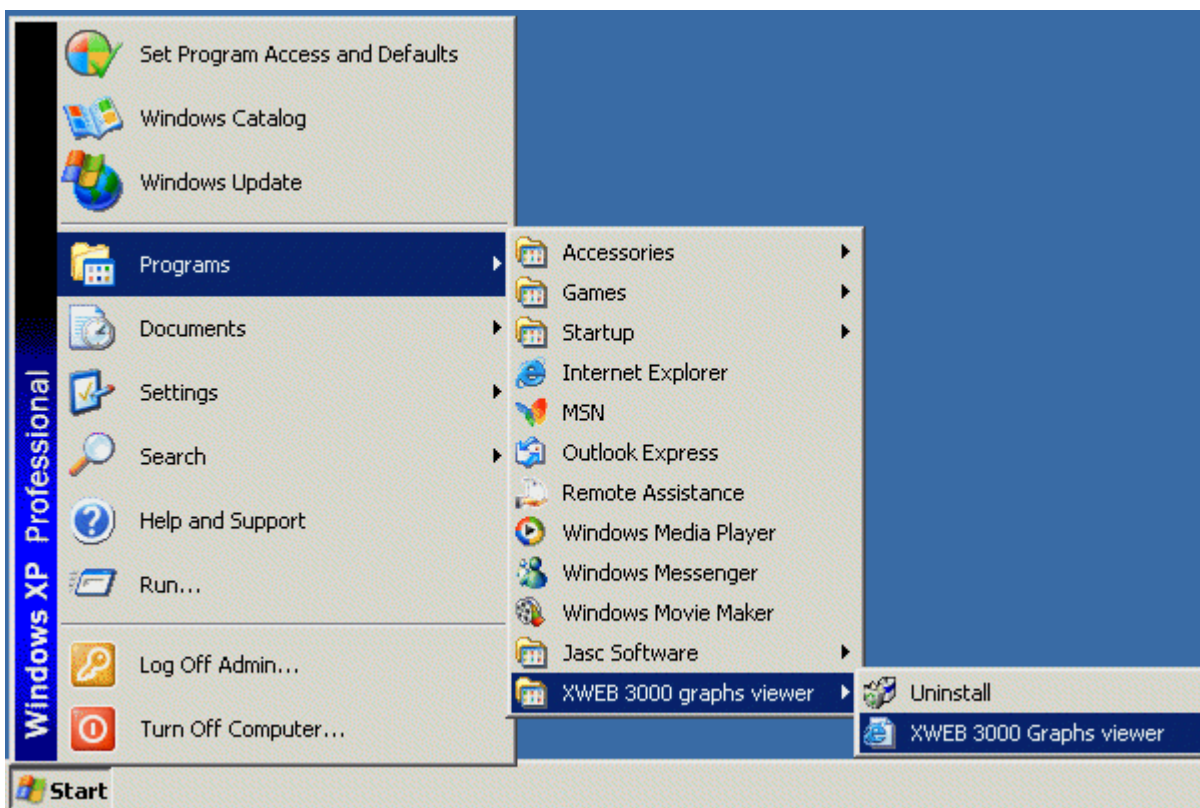 Set Program Access and Defaults
Windows Catalog
Windows Update
Programs
Documents
Settings
Search
Help and Support
Run...
Log Off Admin...
Turn Off Computer...
Windows XP Professional
Accessories
Games
Startup
Internet Explorer
MSN
Outlook Express
Remote Assistance
Windows Media Player
Windows Messenger
Windows Movie Maker
Jasc Software
XWEB 3000 graphs viewer
Uninstall
XWEB 3000 Graphs viewer
Start